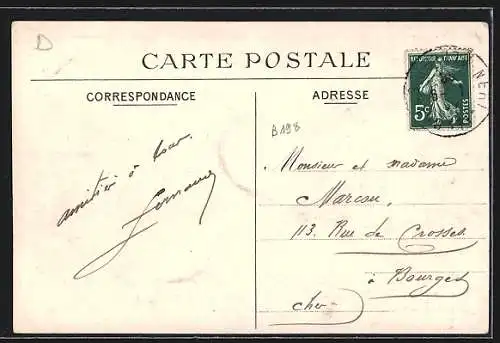 D
CARTE POSTALE
CORRESPONDANCE
ADRESSE
REPUBLIQUE FRANÇAISE
5c
POSTES
B198
amitiés à tous
Monsieur et madame
Marcou
113. Rue de Crosses
à Bourges
Cher